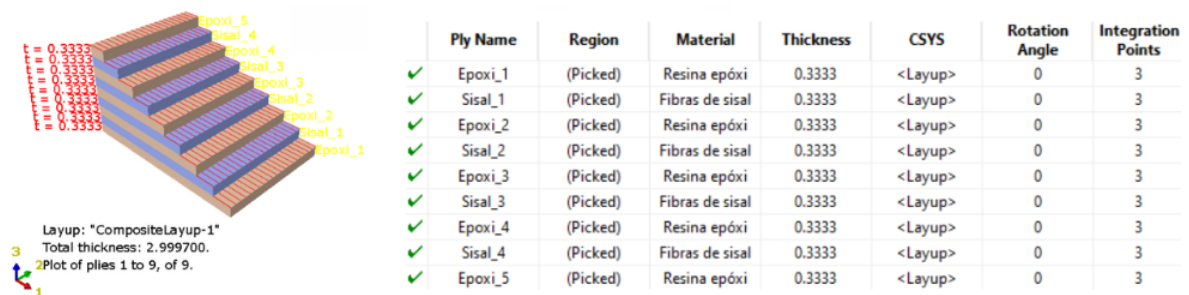 Epoxi_5
Sisal_4
Epoxi_4
Sisal_3
Epoxi_3
Sisal_2
Epoxi_2
Sisal_1
Epoxi_1
t = 0.3333
t = 0.3333
t = 0.3333
t = 0.3333
t = 0.3333
t = 0.3333
t = 0.3333
t = 0.3333
t = 0.3333
Layup: "CompositeLayup-1"
Total thickness: 2.999700.
Plot of plies 1 to 9, of 9.
3
2
1
Ply Name Region Material Thickness CSYS Rotation Angle Integration Points
Epoxi_1 (Picked) Resina epóxi 0.3333 <Layup> 0 3
Sisal_1 (Picked) Fibras de sisal 0.3333 <Layup> 0 3
Epoxi_2 (Picked) Resina epóxi 0.3333 <Layup> 0 3
Sisal_2 (Picked) Fibras de sisal 0.3333 <Layup> 0 3
Epoxi_3 (Picked) Resina epóxi 0.3333 <Layup> 0 3
Sisal_3 (Picked) Fibras de sisal 0.3333 <Layup> 0 3
Epoxi_4 (Picked) Resina epóxi 0.3333 <Layup> 0 3
Sisal_4 (Picked) Fibras de sisal 0.3333 <Layup> 0 3
Epoxi_5 (Picked) Resina epóxi 0.3333 <Layup> 0 3